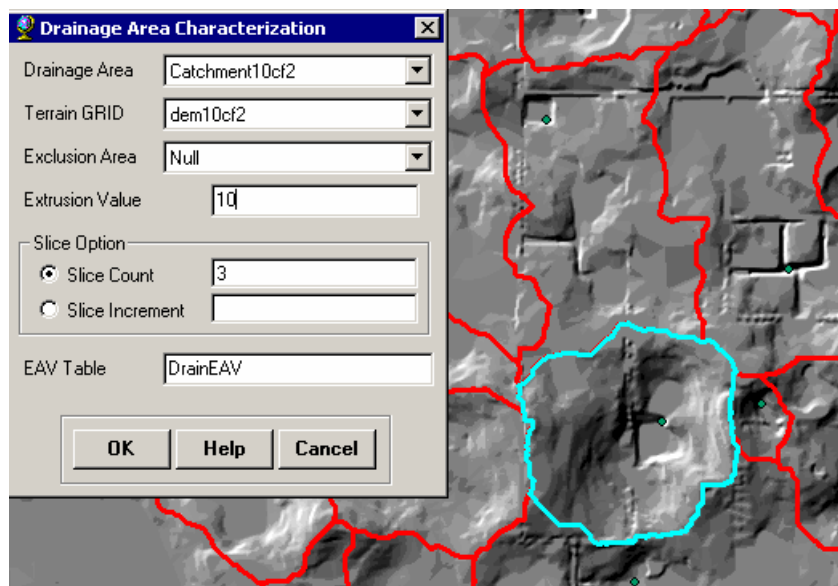 Drainage Area Characterization
Drainage Area Catchment10cf2
Terrain GRID dem10cf2
Exclusion Area Null
Extrusion Value 10
Slice Option
Slice Count 3
Slice Increment
EAV Table DrainEAV
OK Help Cancel